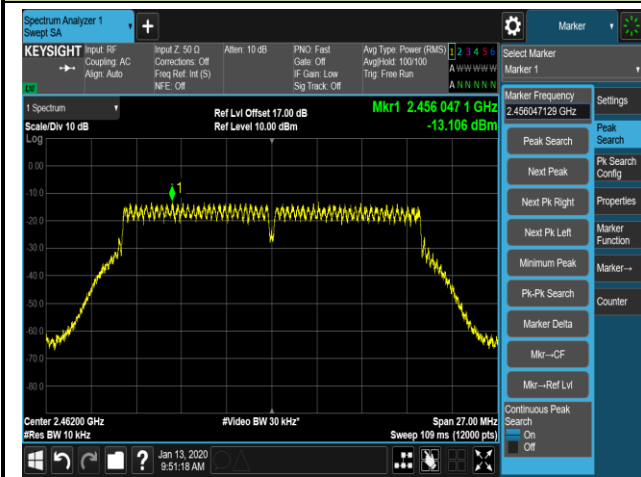 Spectrum Analyzer 1
Swept SA
+
Marker
KEYSIGHT
Input: RF
Coupling: AC
Align: Auto
Input Z: 50 Ω
Corrections: Off
Freq Ref: Int (S)
NFE: Off
Atten: 10 dB
PNO: Fast
Gate: Off
IF Gain: Low
Sig Track: Off
Avg Type: Power (RMS)
Avg|Hold: 100/100
Trig: Free Run
1 2 3 4 5 6
A W W W W W
A N N N N N
Select Marker
Marker 1
1 Spectrum
Scale/Div 10 dB
Log
Ref Lvl Offset 17.00 dB
Ref Level 10.00 dBm
Mkr1 2.456 047 1 GHz
-13.106 dBm
0.00
-10.0
-20.0
-30.0
-40.0
-50.0
-60.0
-70.0
-80.0
1
Center 2.46200 GHz
#Res BW 10 kHz
#Video BW 30 kHz*
Span 27.00 MHz
Sweep 109 ms (12000 pts)
Marker Frequency
2.456047129 GHz
Peak Search
Next Peak
Next Pk Right
Next Pk Left
Minimum Peak
Pk-Pk Search
Marker Delta
Mkr→CF
Mkr→Ref Lvl
Continuous Peak
Search
On
Off
Settings
Peak
Search
Pk Search
Config
Properties
Marker
Function
Marker→
Counter
?
Jan 13, 2020
9:51:18 AM